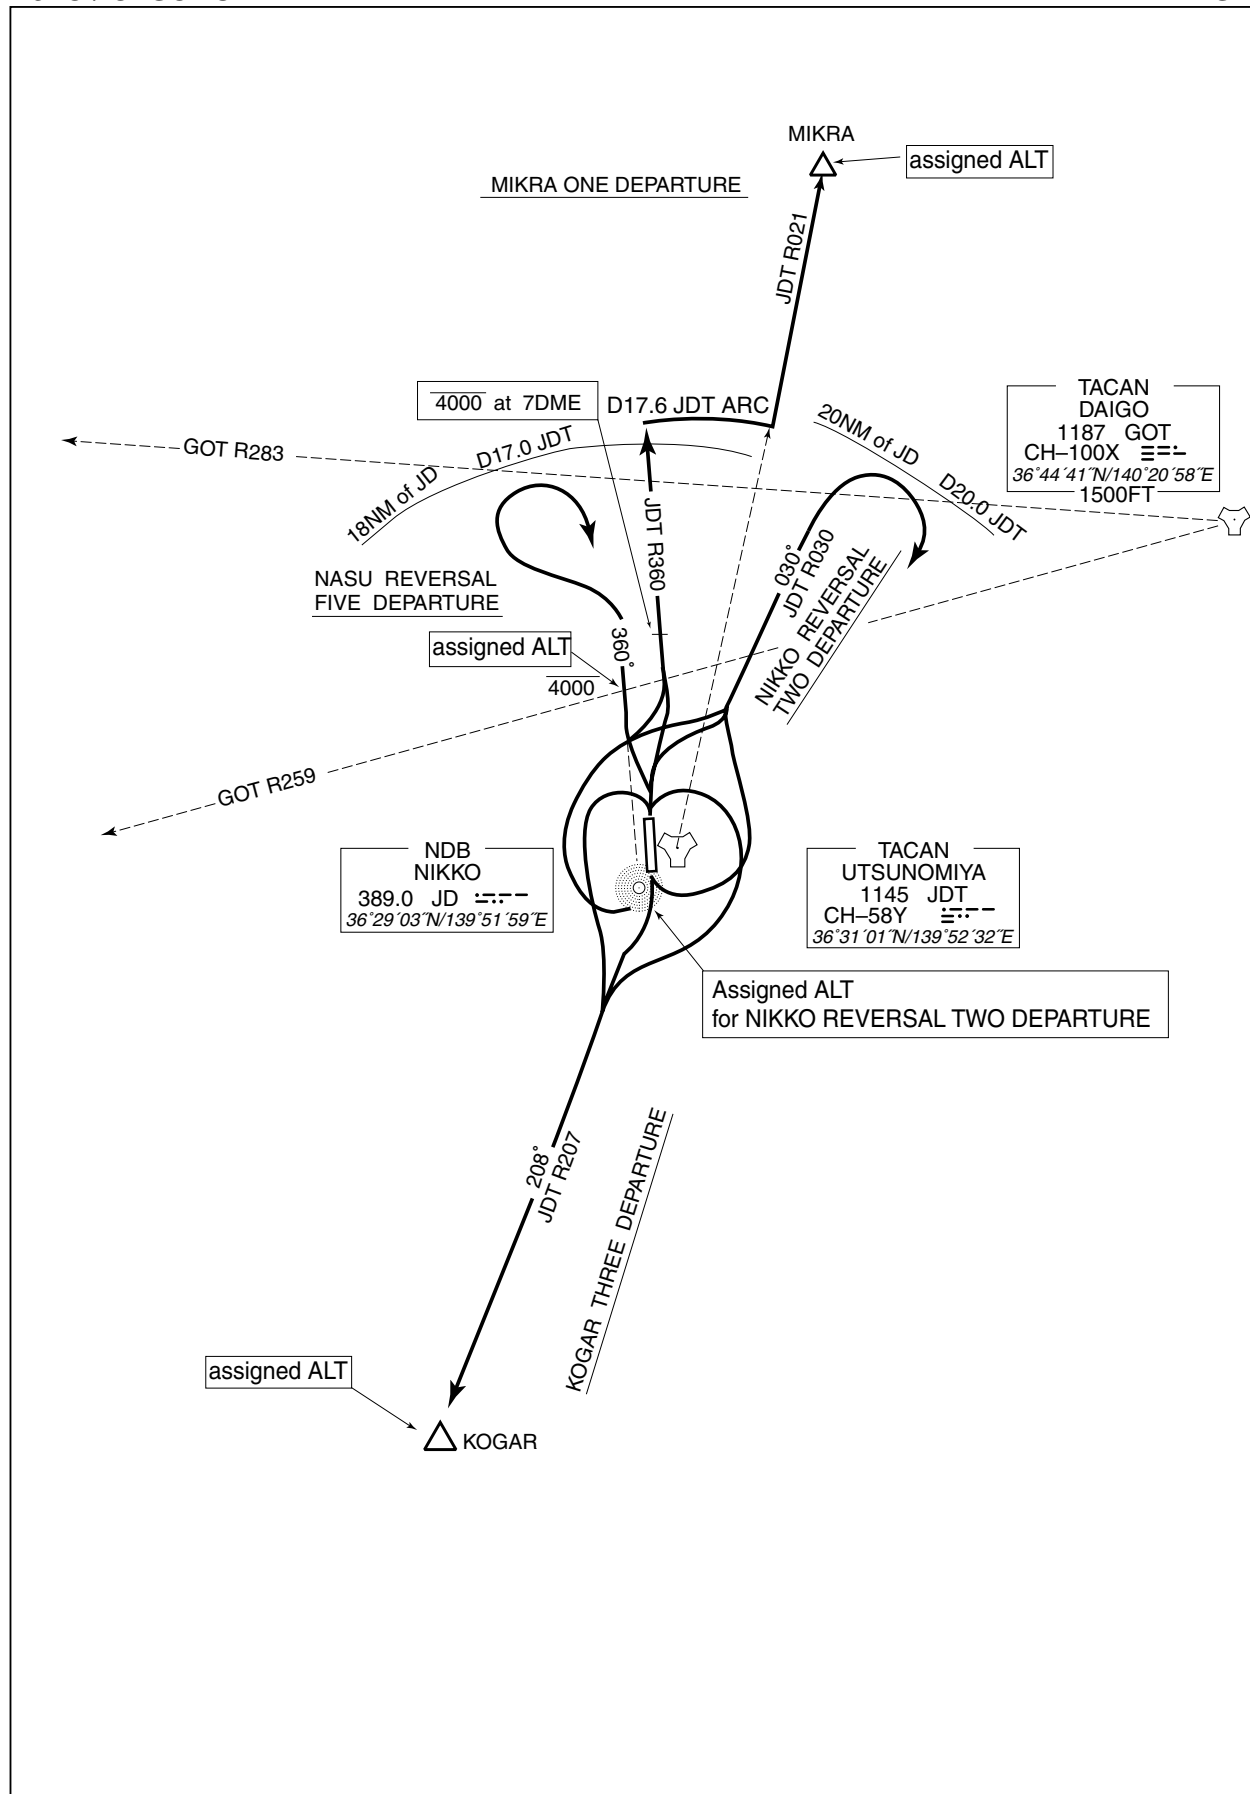 MIKRA
assigned ALT
MIKRA ONE DEPARTURE
JDT R021
4000 at 7DME
D17.6 JDT ARC
TACAN
DAIGO
1187 GOT
CH–100X
36°44´41˝N/140°20´58˝E
1500FT
GOT R283
18NM of JD
D17.0 JDT
20NM of JD
D20.0 JDT
JDT R360
030°
JDT R030
NIKKO REVERSAL
TWO DEPARTURE
NASU REVERSAL
FIVE DEPARTURE
360°
assigned ALT
4000
GOT R259
NDB
NIKKO
389.0 JD
36°29´03˝N/139°51´59˝E
TACAN
UTSUNOMIYA
1145 JDT
CH–58Y
36°31´01˝N/139°52´32˝E
Assigned ALT
for NIKKO REVERSAL TWO DEPARTURE
208°
JDT R207
KOGAR THREE DEPARTURE
assigned ALT
KOGAR